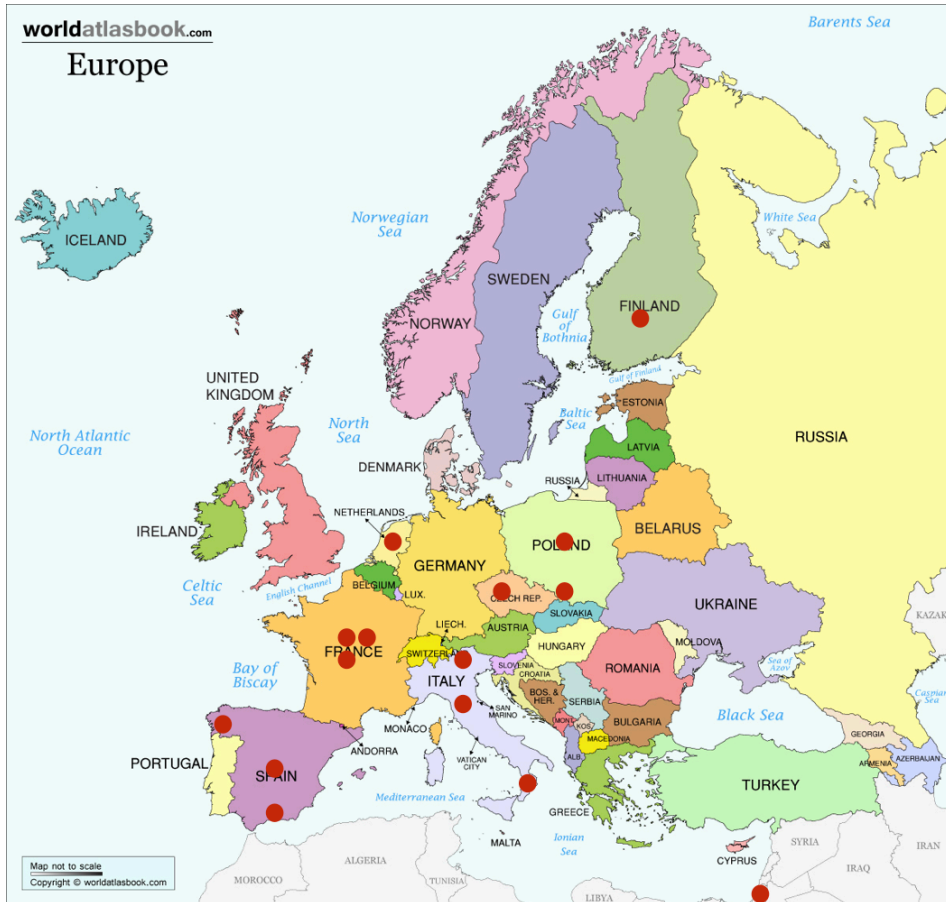 worldatlasbook.com
Europe
Barents Sea
Norwegian
Sea
White Sea
ICELAND
SWEDEN
FINLAND
NORWAY
Gulf
of
Bothnia
Gulf of Finland
UNITED
KINGDOM
ESTONIA
North
Sea
Baltic
Sea
North Atlantic
Ocean
RUSSIA
LATVIA
DENMARK
LITHUANIA
RUSSIA
NETHERLANDS
IRELAND
BELARUS
POLAND
GERMANY
Celtic
Sea
English Channel
BELGIUM
LUX.
CZECH REP.
UKRAINE
KAZAK
SLOVAKIA
LIECH.
AUSTRIA
FRANCE
SWITZERLAND
HUNGARY
MOLDOVA
Bay of
Biscay
SLOVENIA
CROATIA
ROMANIA
Sea of
Azov
ITALY
BOS. &
HER.
SERBIA
Caspian
Sea
SAN
MARINO
MONACO
MONT.
KOS.
BULGARIA
Black Sea
GEORGIA
ANDORRA
MACEDONIA
PORTUGAL
VATICAN
CITY
ALB.
ARMENIA
AZERBAIJAN
SPAIN
TURKEY
Mediterranean Sea
GREECE
Ionian
Sea
MALTA
CYPRUS
SYRIA
IRAN
IRAQ
Map not to scale
Copyright © worldatlasbook.com
MOROCCO
ALGERIA
TUNISIA
LIBYA